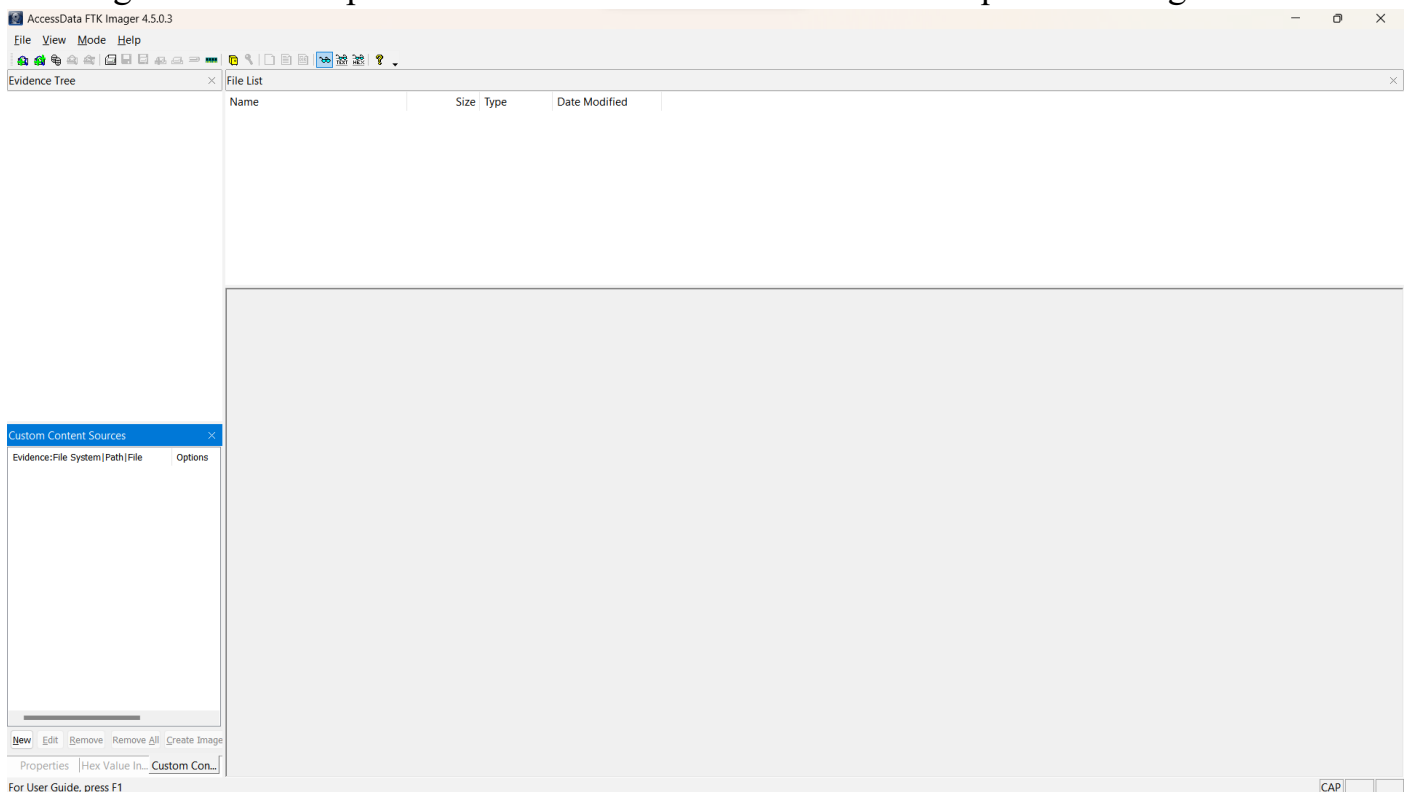 AccessData FTK Imager 4.5.0.3
File View Mode Help
Evidence Tree
File List
Name Size Type Date Modified
Custom Content Sources
Evidence:File System|Path|File Options
New Edit Remove Remove All Create Image
Properties Hex Value In... Custom Con...
For User Guide, press F1
CAP